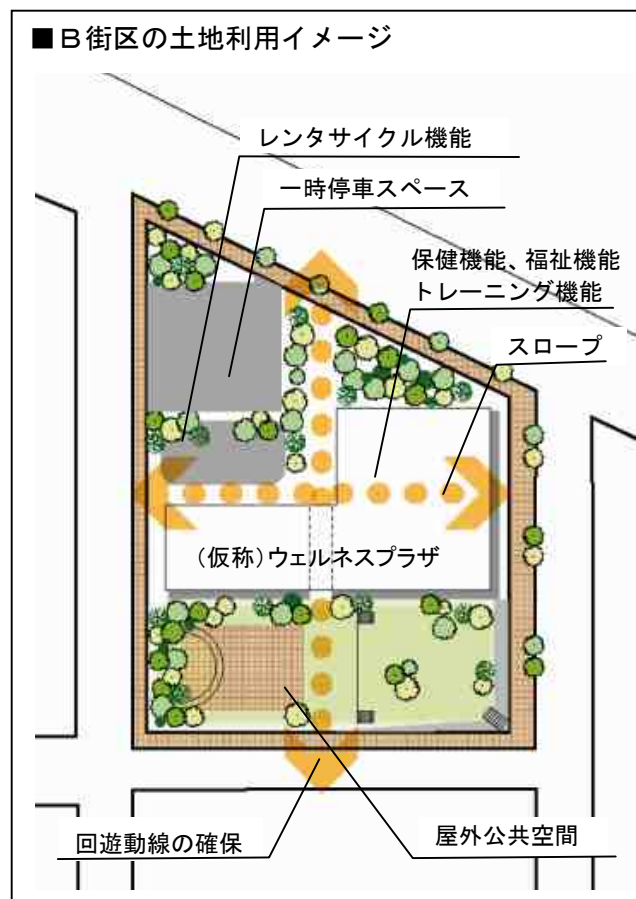 ■Ｂ街区の土地利用イメージ
レンタサイクル機能
一時停車スペース
保健機能、福祉機能
トレーニング機能
スロープ
（仮称）ウェルネスプラザ
回遊動線の確保
屋外公共空間